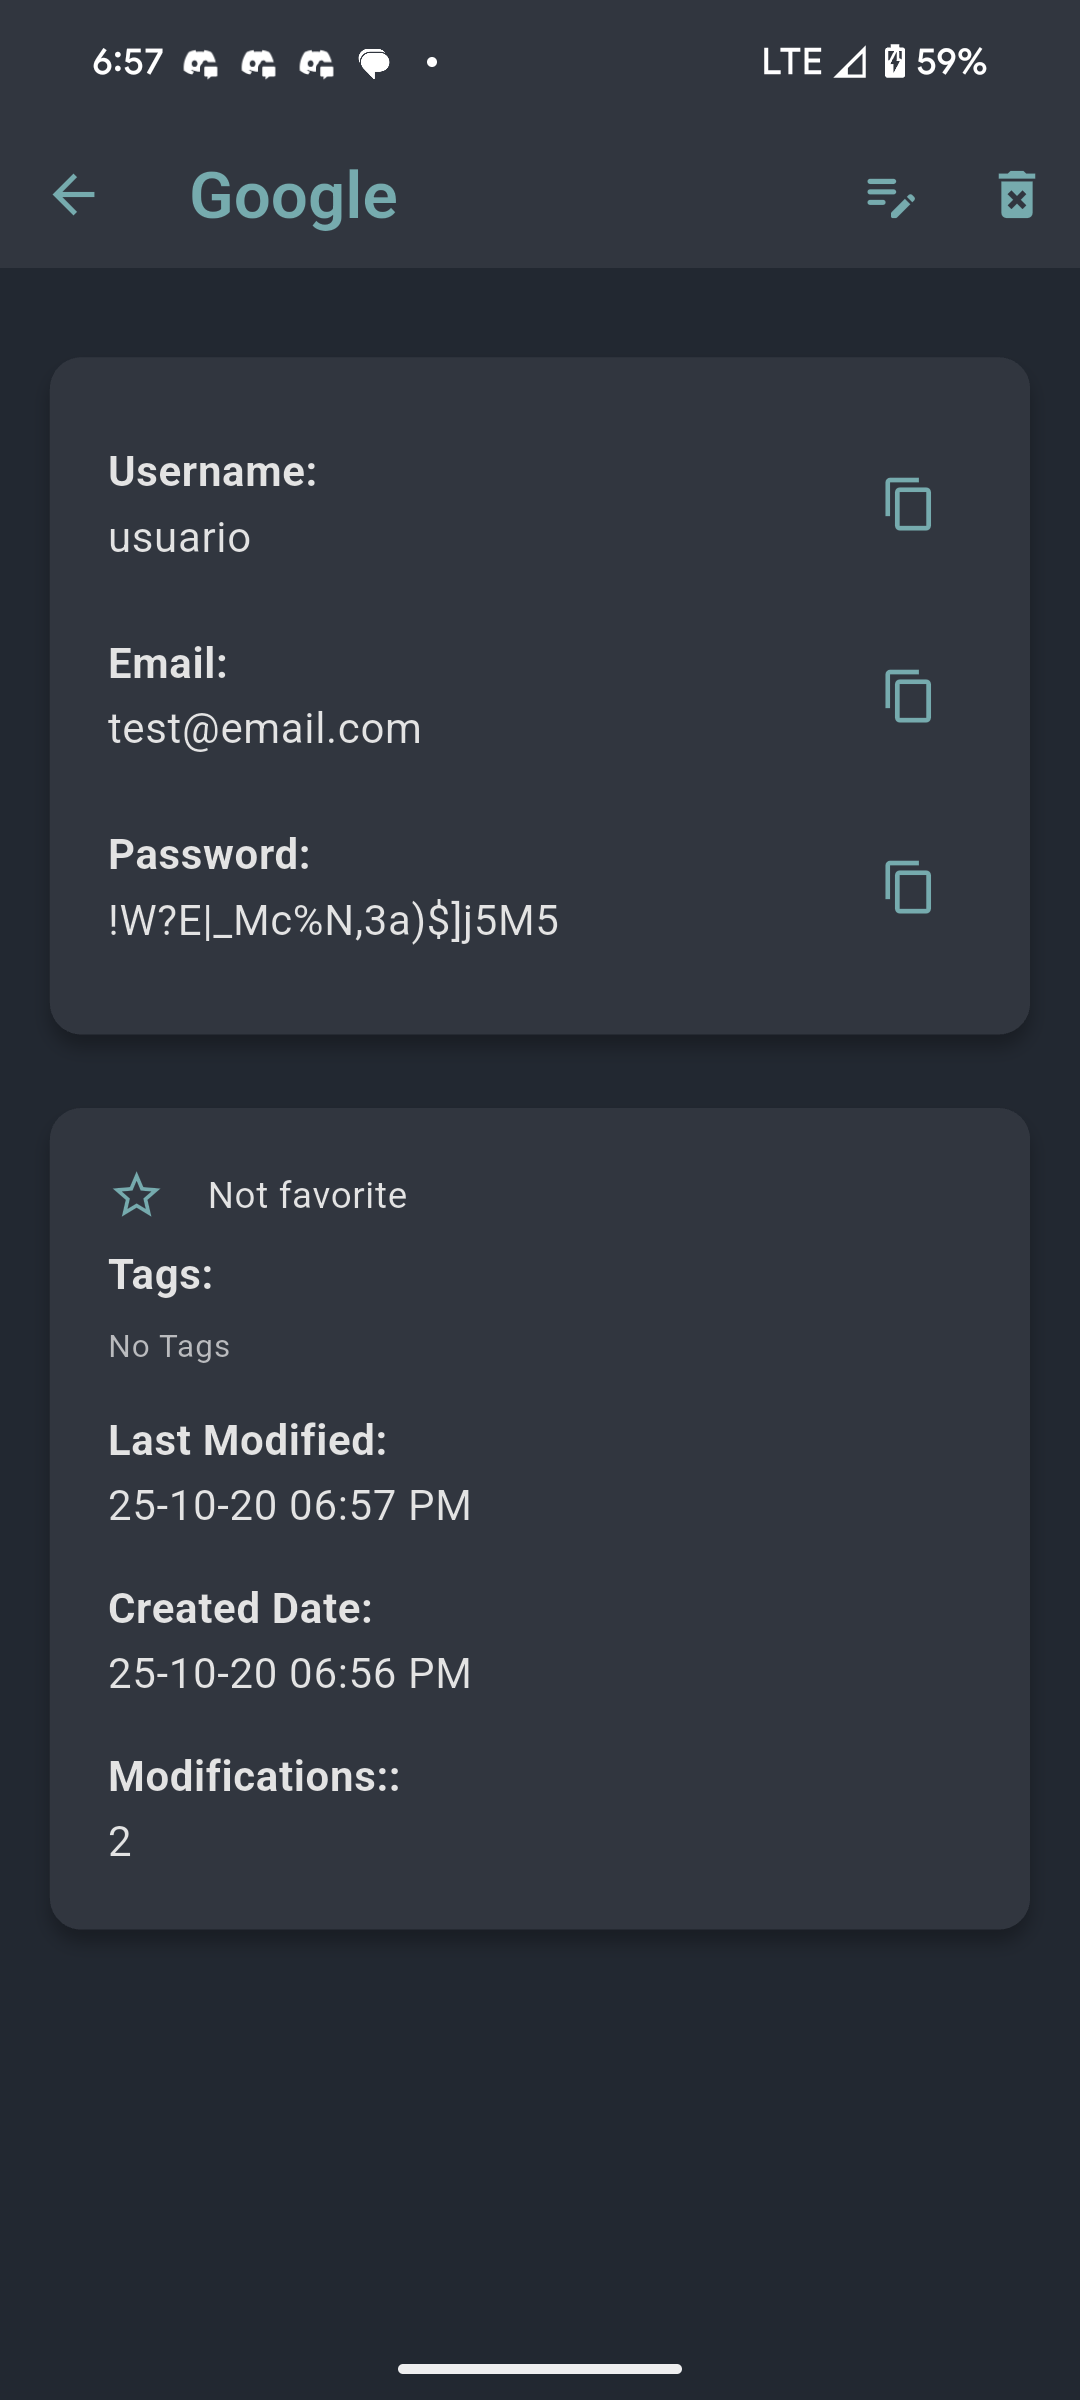 6:57 LTE 59%
Google
Username:
usuario
Email:
test@email.com
Password:
!W?E|_Mc%N,3a)$]j5M5
Not favorite
Tags:
No Tags
Last Modified:
25-10-20 06:57 PM
Created Date:
25-10-20 06:56 PM
Modifications::
2